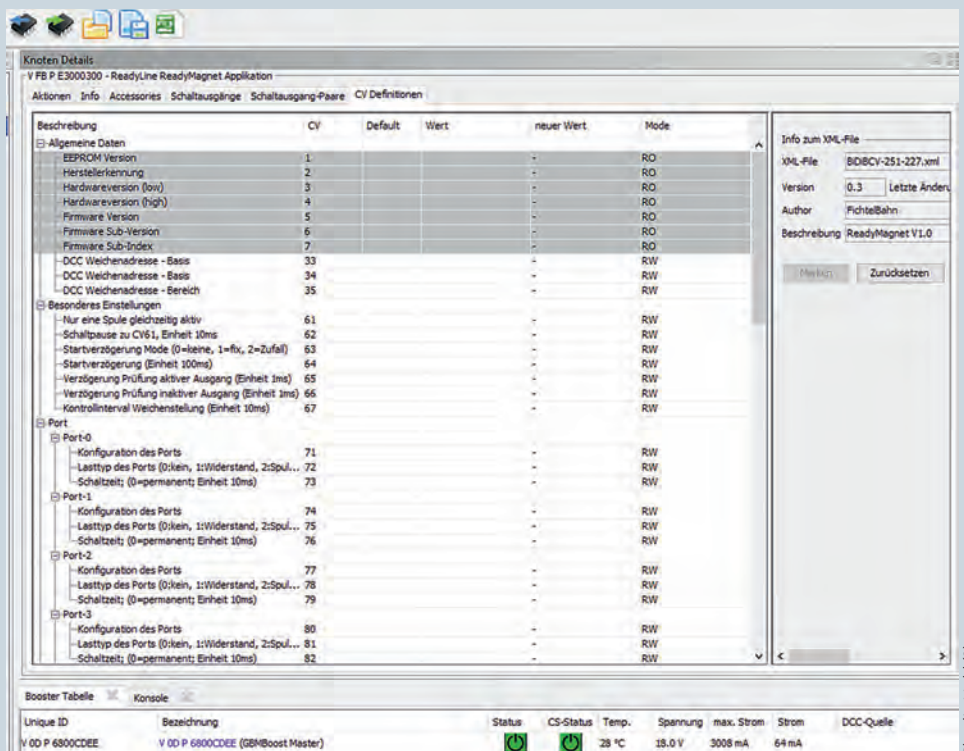 Knoten Details
V FB P E3000300 - ReadyLine ReadyMagnet Applikation
Aktionen Info Accessories Schaltausgänge Schaltausgang-Paare CV Definitionen
Beschreibung CV Default Wert neuer Wert Mode
Allgemeine Daten
EEPROM Version 1 - RO
Herstellerkennung 2 - RO
Hardwareversion (low) 3 - RO
Hardwareversion (high) 4 - RO
Firmware Version 5 - RO
Firmware Sub-Version 6 - RO
Firmware Sub-Index 7 - RO
DCC Weichenadresse - Basis 33 - RW
DCC Weichenadresse - Basis 34 - RW
DCC Weichenadresse - Bereich 35 - RW
Besonderes Einstellungen
Nur eine Spule gleichzeitig aktiv 61 - RW
Schaltpause zu CV61, Einheit 10ms 62 - RW
Startverzögerung Mode (0=keine, 1=fix, 2=Zufall) 63 - RW
Startverzögerung (Einheit 100ms) 64 - RW
Verzögerung Prüfung aktiver Ausgang (Einheit 1ms) 65 - RW
Verzögerung Prüfung inaktiver Ausgang (Einheit 1ms) 66 - RW
Kontrollinterval Weichenstellung (Einheit 10ms) 67 - RW
Port
Port-0
Konfiguration des Ports 71 - RW
Lasttyp des Ports (0:kein, 1:Widerstand, 2:Spul... 72 - RW
Schaltzeit; (0=permanent; Einheit 10ms) 73 - RW
Port-1
Konfiguration des Ports 74 - RW
Lasttyp des Ports (0:kein, 1:Widerstand, 2:Spul... 75 - RW
Schaltzeit; (0=permanent; Einheit 10ms) 76 - RW
Port-2
Konfiguration des Ports 77 - RW
Lasttyp des Ports (0:kein, 1:Widerstand, 2:Spul... 78 - RW
Schaltzeit; (0=permanent; Einheit 10ms) 79 - RW
Port-3
Konfiguration des Ports 80 - RW
Lasttyp des Ports (0:kein, 1:Widerstand, 2:Spul... 81 - RW
Schaltzeit; (0=permanent; Einheit 10ms) 82 - RW
Info zum XML-File
XML-File BiDiBCV-251-227.xml
Version 0.3 Letzte Änderu
Author FichtelBahn
Beschreibung ReadyMagnet V1.0
Merken Zurücksetzen
Booster Tabelle Konsole
Unique ID Bezeichnung Status CS-Status Temp. Spannung max. Strom Strom DCC-Quelle
V 0D P 6800CDEE V 0D P 6800CDEE (GBMBoost Master) 28 °C 18.0 V 3008 mA 64 mA